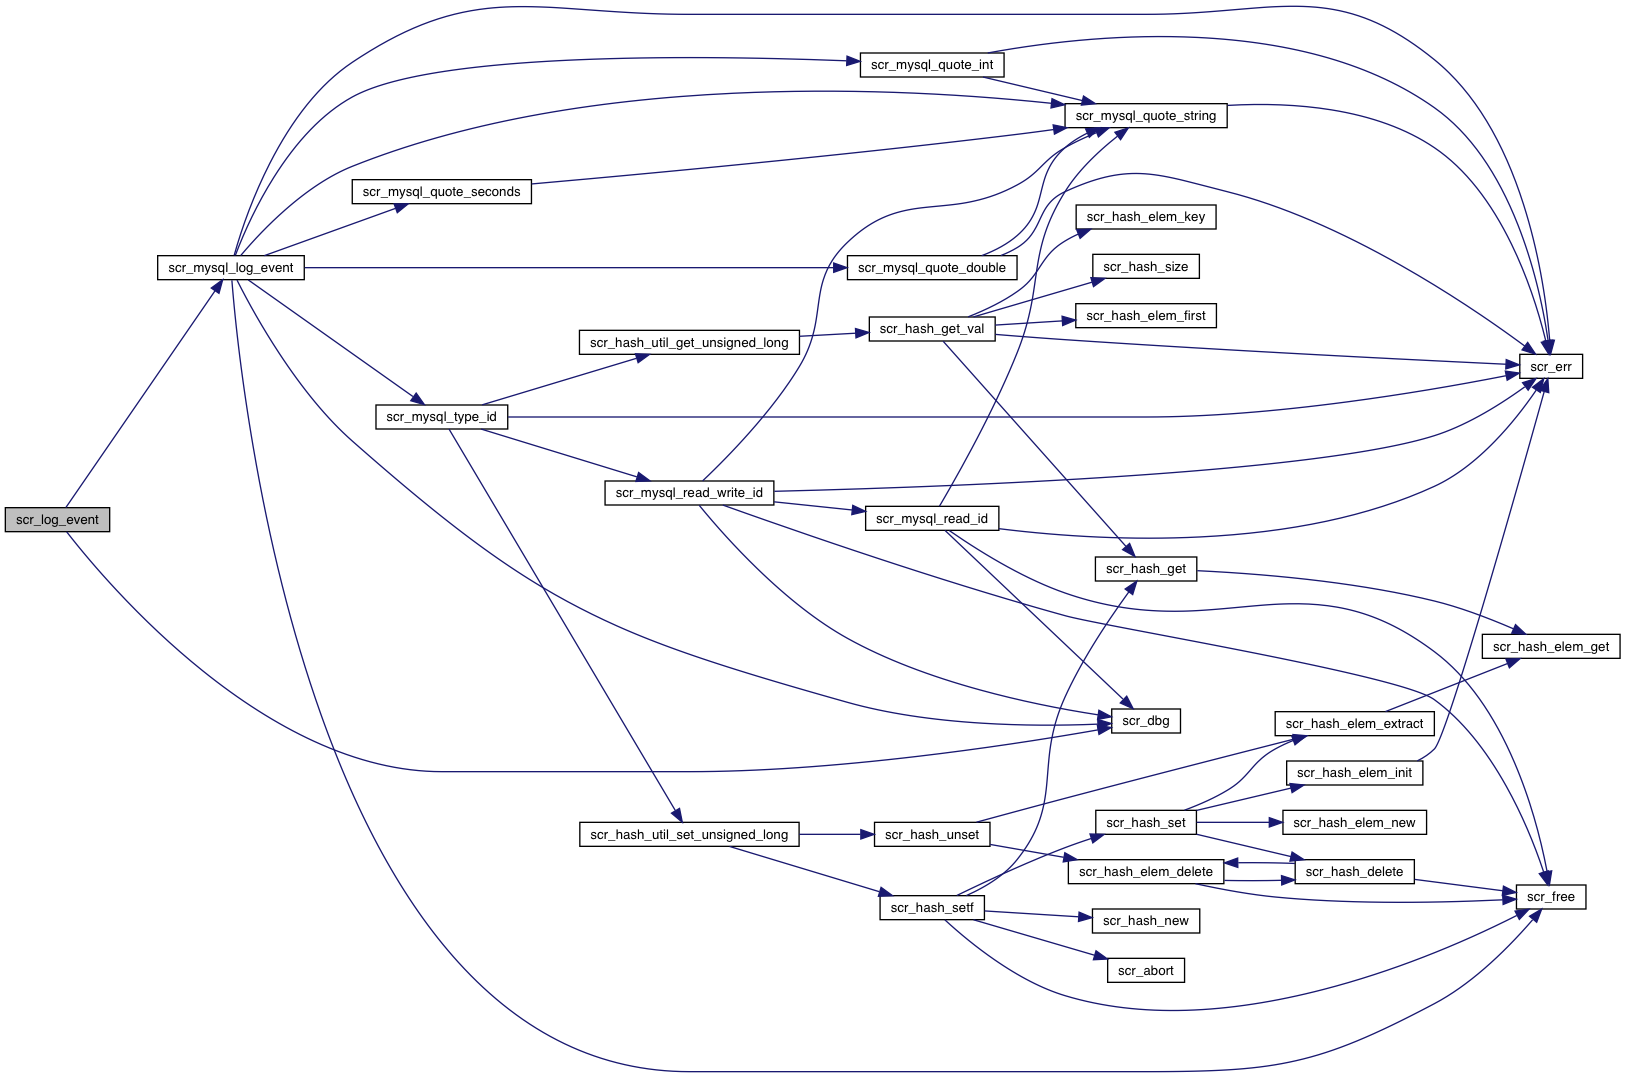 scr_mysql_quote_int
scr_mysql_quote_string
scr_mysql_quote_seconds
scr_hash_elem_key
scr_mysql_log_event
scr_mysql_quote_double
scr_hash_size
scr_hash_elem_first
scr_hash_get_val
scr_hash_util_get_unsigned_long
scr_err
scr_mysql_type_id
scr_mysql_read_write_id
scr_mysql_read_id
scr_log_event
scr_hash_get
scr_hash_elem_get
scr_dbg
scr_hash_elem_extract
scr_hash_elem_init
scr_hash_set
scr_hash_elem_new
scr_hash_util_set_unsigned_long
scr_hash_unset
scr_hash_elem_delete
scr_hash_delete
scr_free
scr_hash_setf
scr_hash_new
scr_abort